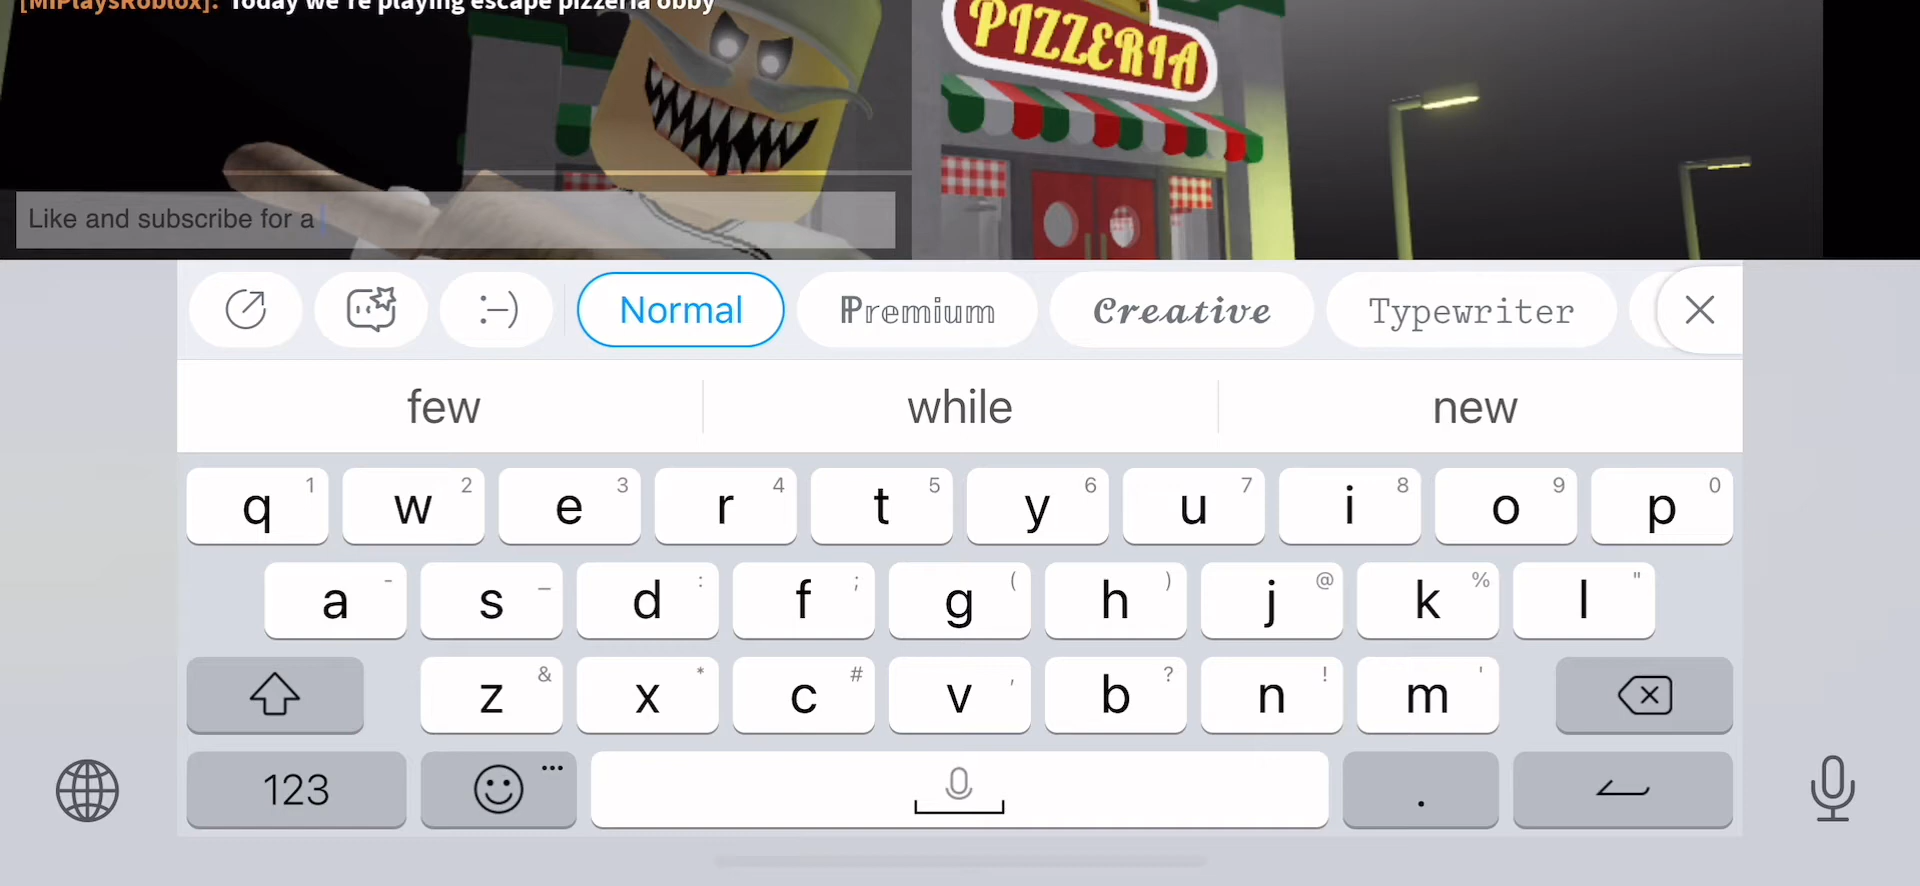 [MiPlaysRoblox]: Today we're playing escape pizzeria obby
PIZZERIA
Like and subscribe for a
:-) Normal Premium Creative Typewriter
few while new
q 1 w 2 e 3 r 4 t 5 y 6 u 7 i 8 o 9 p 0
a - s _ d : f ; g ( h ) j @ k % l "
z & x * c # v , b ? n ! m '
123 .